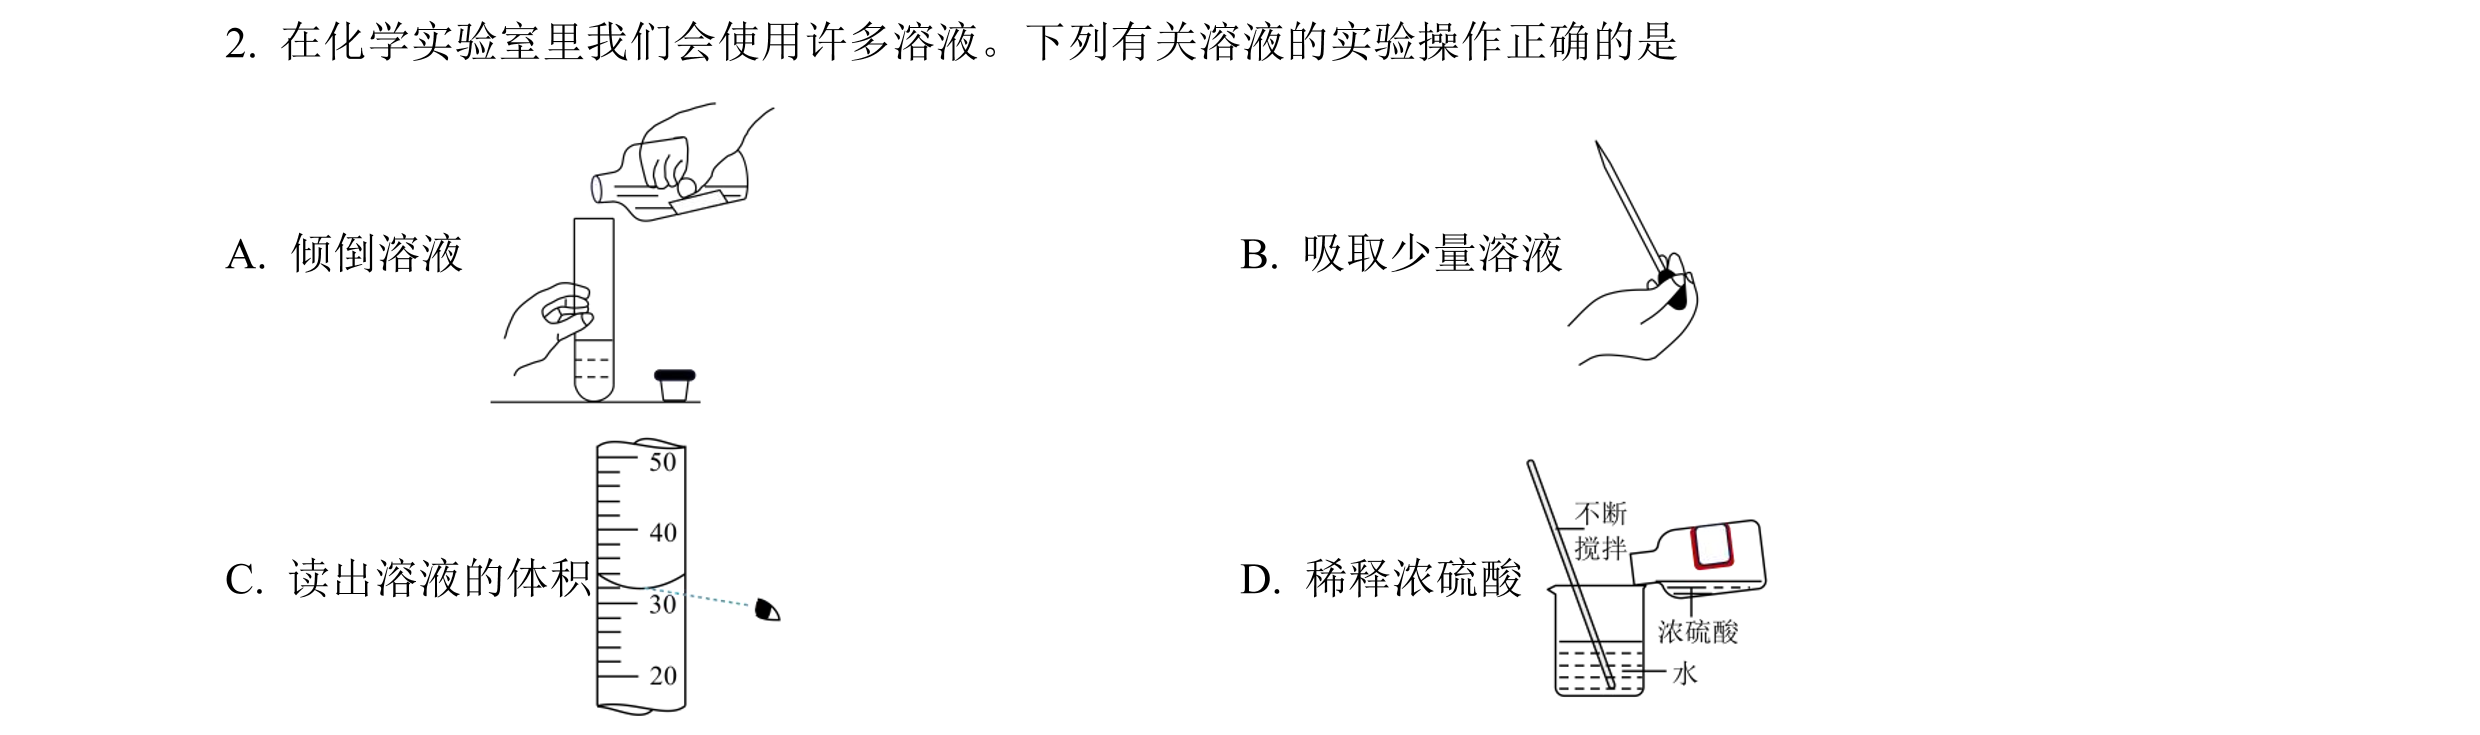 2. 在化学实验室里我们会使用许多溶液。下列有关溶液的实验操作正确的是
A. 倾倒溶液
B. 吸取少量溶液
C. 读出溶液的体积
50
40
30
20
D. 稀释浓硫酸
不断
搅拌
浓硫酸
水